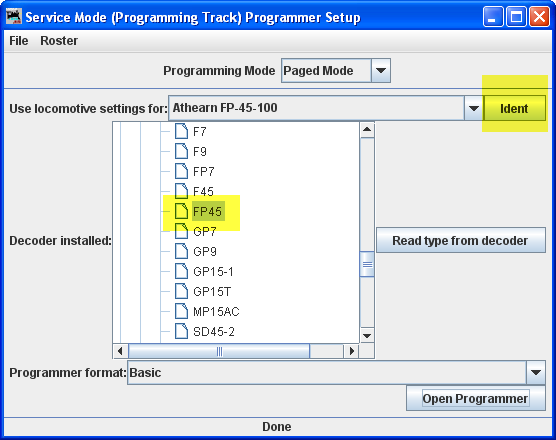 Service Mode (Programming Track) Programmer Setup
File Roster
Programming Mode Paged Mode
Use locomotive settings for: Athearn FP-45-100 Ident
F7
F9
FP7
F45
FP45
Decoder installed: Read type from decoder
GP7
GP9
GP15-1
GP15T
MP15AC
SD45-2
Programmer format: Basic
Open Programmer
Done